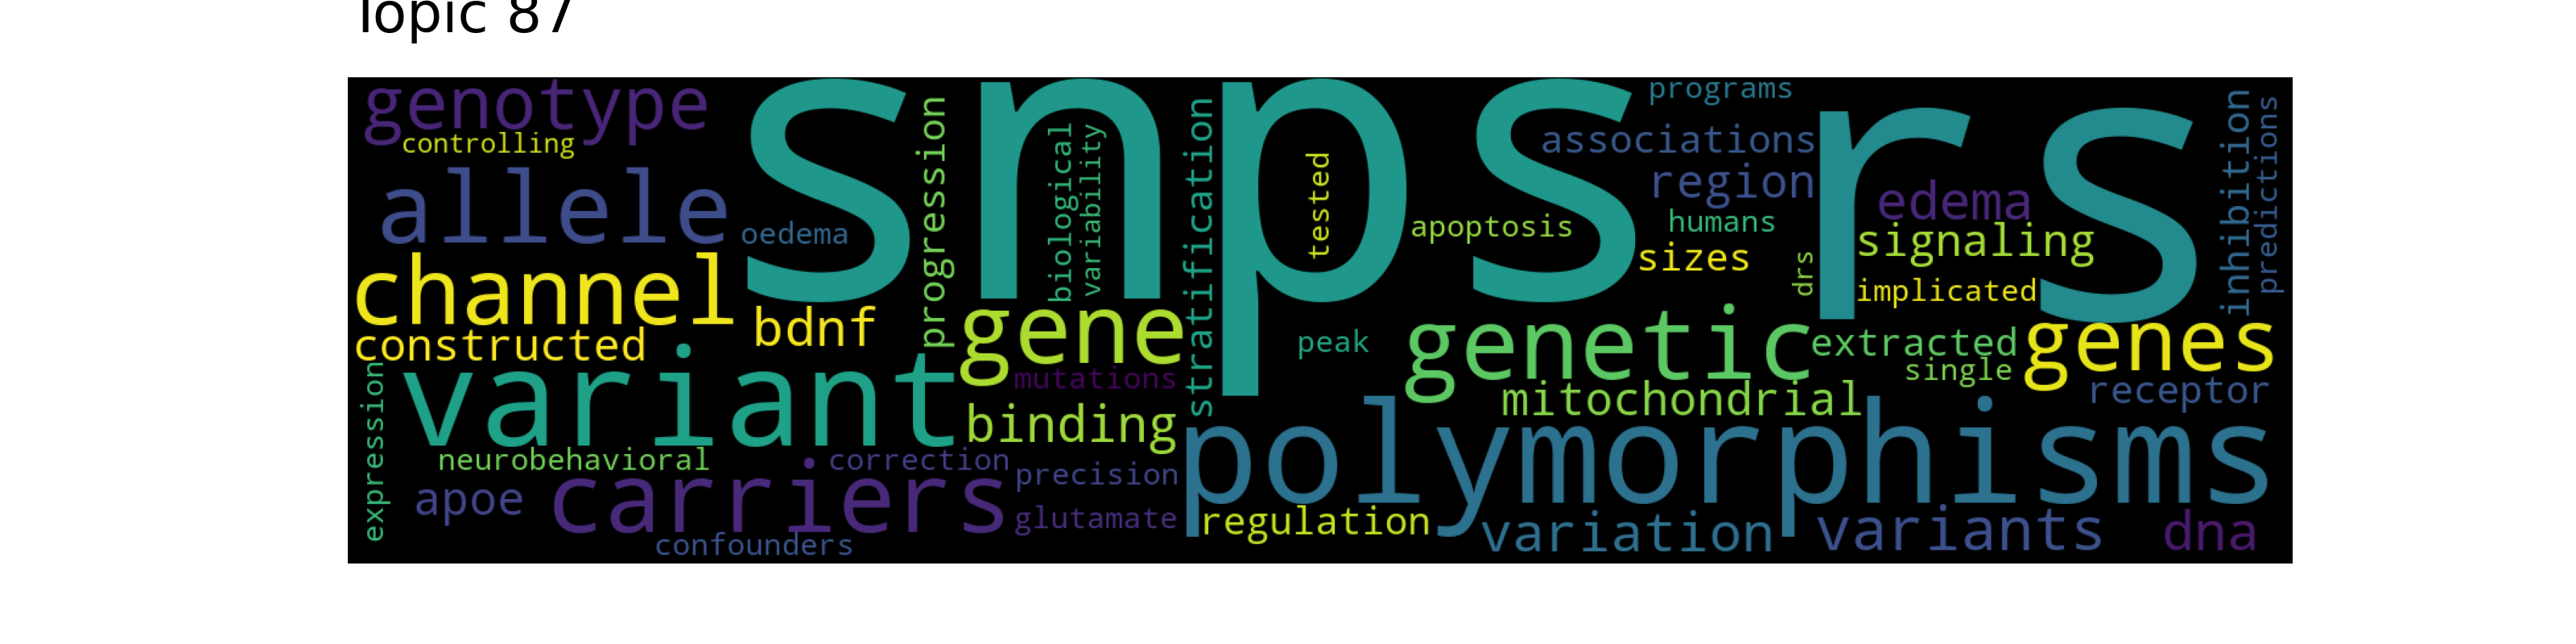 Topic 87
genotype
controlling
allele
oedema
channel
constructed
bdnf
variant
expression
neurobehavioral
apoe
carriers
confounders
snps
progression
biological
variability
stratification
tested
gene
mutations
binding
correction
precision
glutamate
peak
apoptosis
programs
associations
region
humans
sizes
drs
rs
edema
signaling
implicated
inhibition
predictions
genetic
extracted
single
genes
receptor
mitochondrial
polymorphisms
regulation
variation
variants
dna